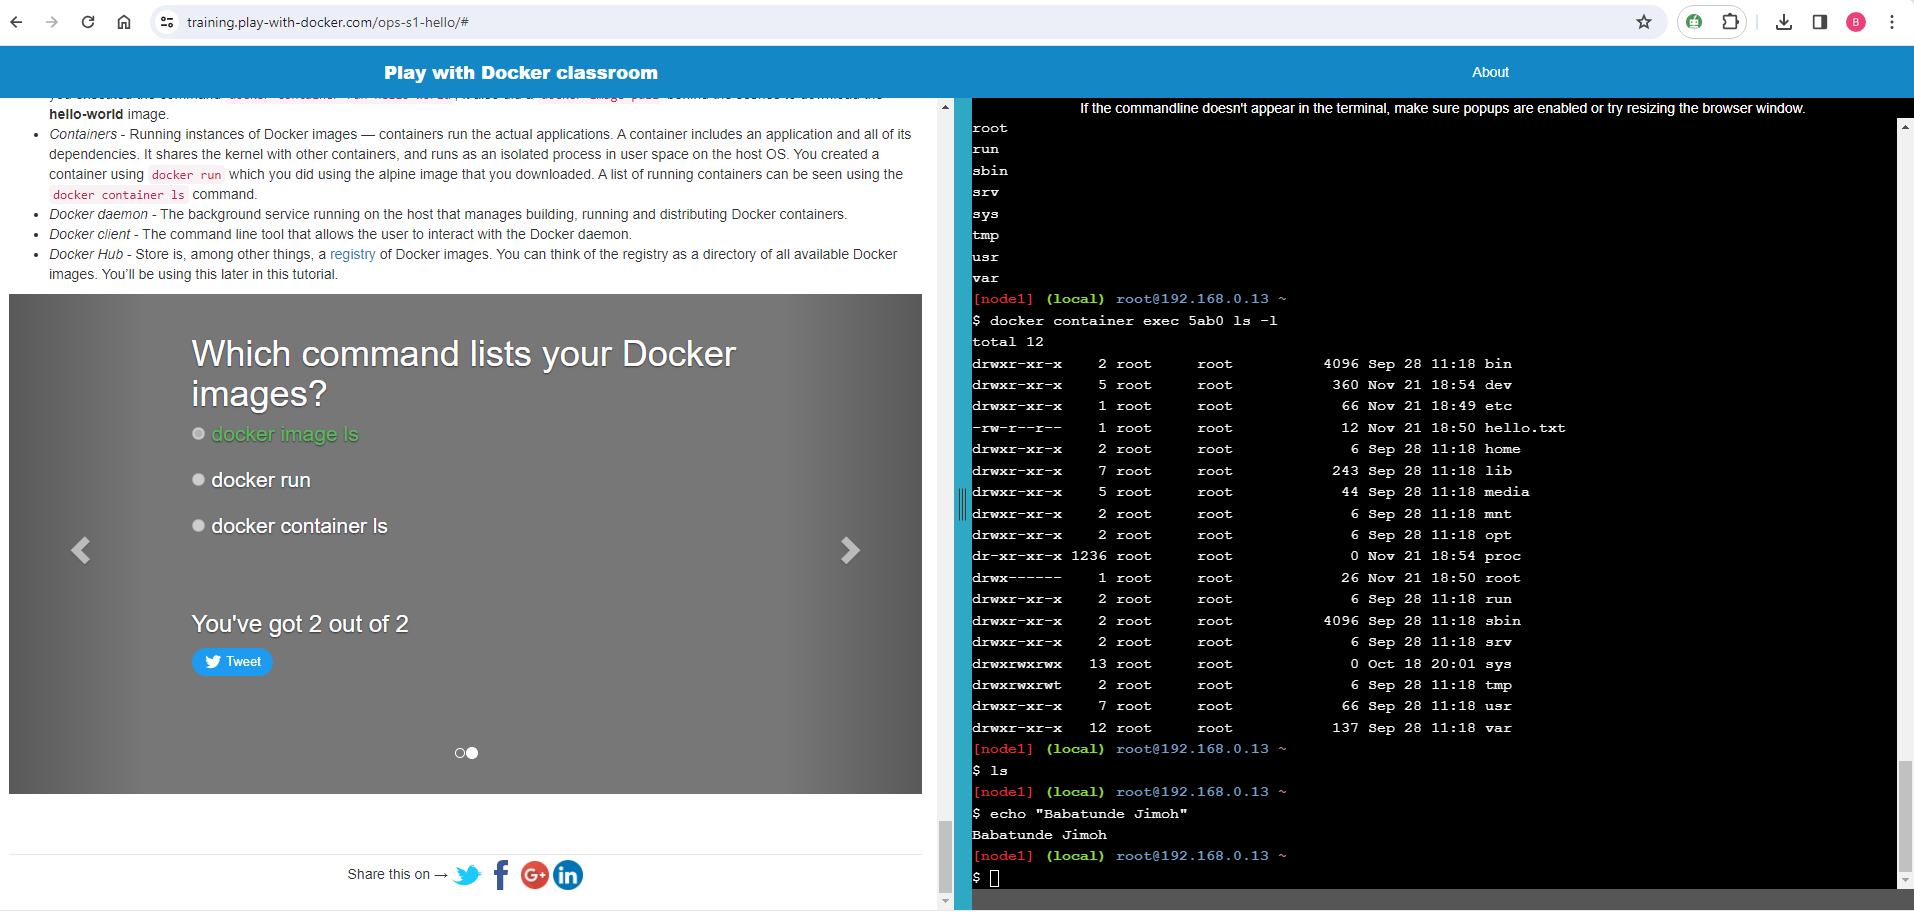 training.play-with-docker.com/ops-s1-hello/#
B
Play with Docker classroom
About
hello-world image.
Containers - Running instances of Docker images — containers run the actual applications. A container includes an application and all of its
dependencies. It shares the kernel with other containers, and runs as an isolated process in user space on the host OS. You created a
container using docker run which you did using the alpine image that you downloaded. A list of running containers can be seen using the
docker container ls command.
Docker daemon - The background service running on the host that manages building, running and distributing Docker containers.
Docker client - The command line tool that allows the user to interact with the Docker daemon.
Docker Hub - Store is, among other things, a registry of Docker images. You can think of the registry as a directory of all available Docker
images. You'll be using this later in this tutorial.
Which command lists your Docker
images?
docker image ls
docker run
docker container ls
You've got 2 out of 2
Tweet
Share this on →
If the commandline doesn't appear in the terminal, make sure popups are enabled or try resizing the browser window.
root
run
sbin
srv
sys
tmp
usr
var
[node1] (local) root@192.168.0.13 ~
$ docker container exec 5ab0 ls -l
total 12
drwxr-xr-x 2 root root 4096 Sep 28 11:18 bin
drwxr-xr-x 5 root root 360 Nov 21 18:54 dev
drwxr-xr-x 1 root root 66 Nov 21 18:49 etc
-rw-r--r-- 1 root root 12 Nov 21 18:50 hello.txt
drwxr-xr-x 2 root root 6 Sep 28 11:18 home
drwxr-xr-x 7 root root 243 Sep 28 11:18 lib
drwxr-xr-x 5 root root 44 Sep 28 11:18 media
drwxr-xr-x 2 root root 6 Sep 28 11:18 mnt
drwxr-xr-x 2 root root 6 Sep 28 11:18 opt
dr-xr-xr-x 1236 root root 0 Nov 21 18:54 proc
drwx------ 1 root root 26 Nov 21 18:50 root
drwxr-xr-x 2 root root 6 Sep 28 11:18 run
drwxr-xr-x 2 root root 4096 Sep 28 11:18 sbin
drwxr-xr-x 2 root root 6 Sep 28 11:18 srv
drwxrwxrwx 13 root root 0 Oct 18 20:01 sys
drwxrwxrwt 2 root root 6 Sep 28 11:18 tmp
drwxr-xr-x 7 root root 66 Sep 28 11:18 usr
drwxr-xr-x 12 root root 137 Sep 28 11:18 var
[node1] (local) root@192.168.0.13 ~
$ ls
[node1] (local) root@192.168.0.13 ~
$ echo "Babatunde Jimoh"
Babatunde Jimoh
[node1] (local) root@192.168.0.13 ~
$